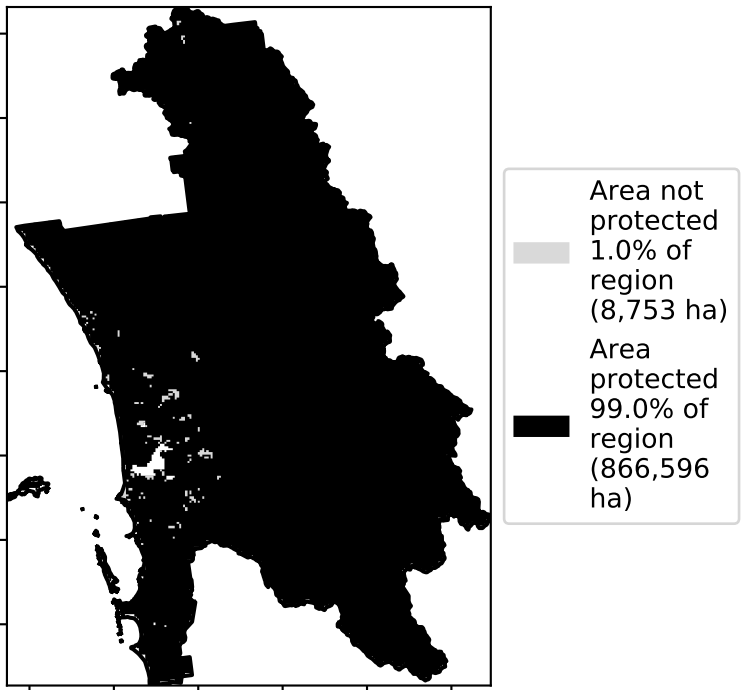 Area not
protected
1.0% of
region
(8,753 ha)
Area
protected
99.0% of
region
(866,596
ha)